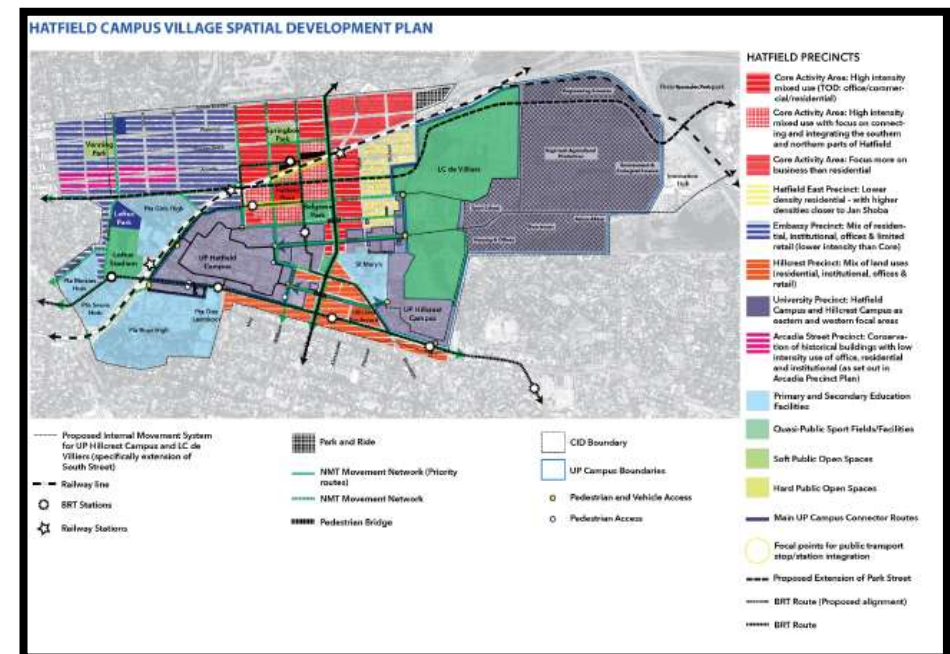 HATFIELD CAMPUS VILLAGE SPATIAL DEVELOPMENT PLAN
Venning
Park
Springbok
Park
Pta Girls High
Loftus
Park
Loftus
Stadium
UP Hatfield
Campus
St Mary's
LC de Villiers
UP Hillcrest
Campus
Innovation
Hub
HATFIELD PRECINCTS
Core Activity Area: High intensity
mixed use (TOD: office/commer-
cial/residential)
Core Activity Area: High intensity
mixed use with focus on connect-
ing and integrating the southern
and northern parts of Hatfield
Core Activity Area: Focus more on
business than residential
Hatfield East Precinct: Lower
density residential - with higher
densities closer to Jan Shoba
Embassy Precinct: Mix of residen-
tial, institutional, offices & limited
retail (lower intensity than Core)
Hillcrest Precinct: Mix of land uses
(residential, institutional, offices &
retail)
University Precinct: Hatfield
Campus and Hillcrest Campus as
eastern and western focal areas
Arcadia Street Precinct: Conserva-
tion of historical buildings with low
intensity use of office, residential
and institutional (as set out in
Arcadia Precinct Plan)
Primary and Secondary Education
Facilities
Quasi-Public Sport Fields/Facilities
Soft Public Open Spaces
Hard Public Open Spaces
Main UP Campus Connector Routes
Focal points for public transport
stop/station integration
Proposed Extension of Park Street
BRT Route (Proposed alignment)
BRT Route
Proposed Internal Movement System
for UP Hillcrest Campus and LC de
Villiers (specifically extension of
South Street)
Railway line
BRT Stations
Railway Stations
Park and Ride
NMT Movement Network (Priority
routes)
NMT Movement Network
Pedestrian Bridge
CID Boundary
UP Campus Boundaries
Pedestrian and Vehicle Access
Pedestrian Access